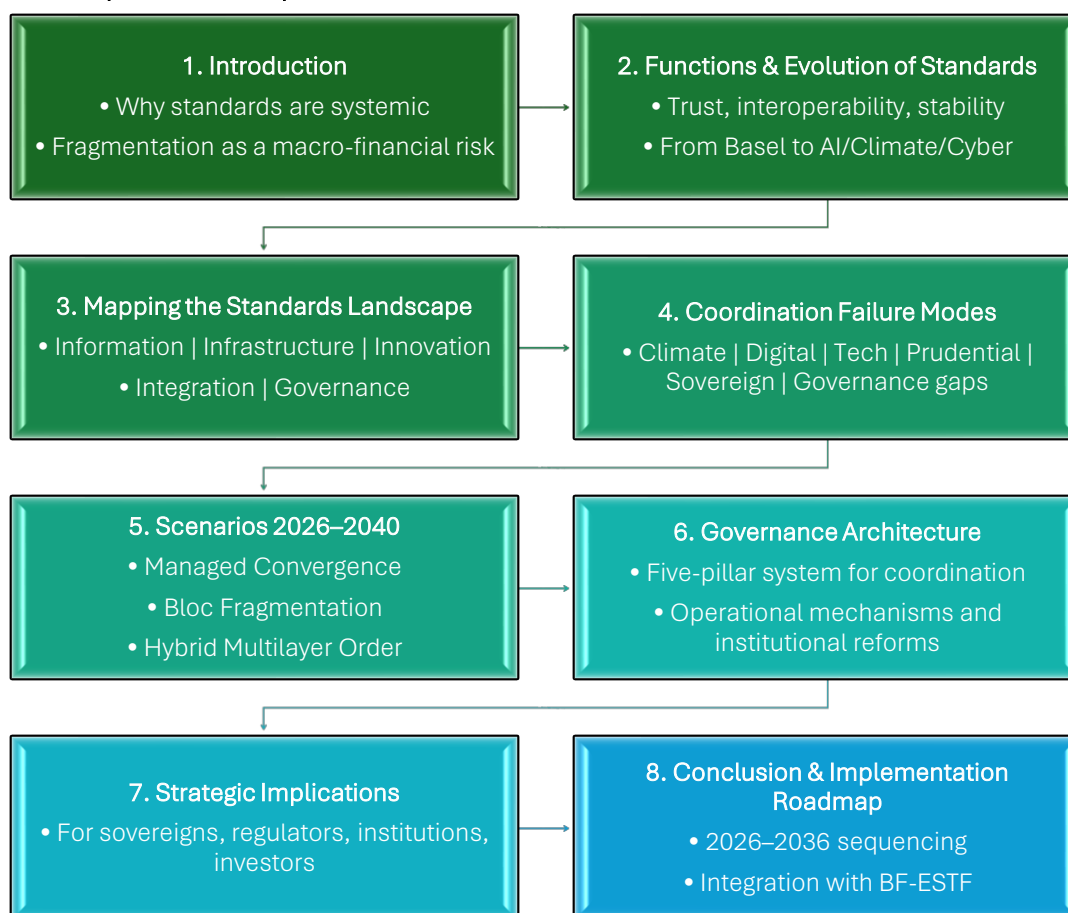 1. Introduction
• Why standards are systemic
• Fragmentation as a macro-financial risk
2. Functions & Evolution of Standards
• Trust, interoperability, stability
• From Basel to AI/Climate/Cyber
3. Mapping the Standards Landscape
• Information | Infrastructure | Innovation
• Integration | Governance
4. Coordination Failure Modes
• Climate | Digital | Tech | Prudential |
Sovereign | Governance gaps
5. Scenarios 2026–2040
• Managed Convergence
• Bloc Fragmentation
• Hybrid Multilayer Order
6. Governance Architecture
• Five-pillar system for coordination
• Operational mechanisms and
institutional reforms
7. Strategic Implications
• For sovereigns, regulators, institutions,
investors
8. Conclusion & Implementation
Roadmap
• 2026–2036 sequencing
• Integration with BF-ESTF